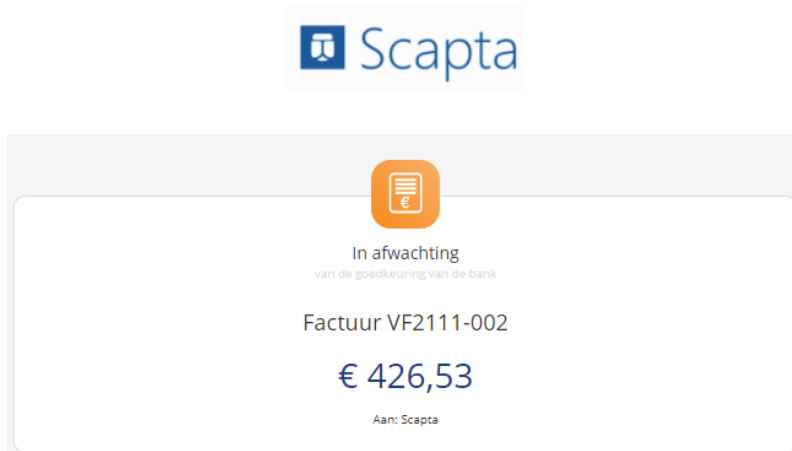 Scapta
€
In afwachting
van de goedkeuring van de bank
Factuur VF2111-002
€ 426,53
Aan: Scapta